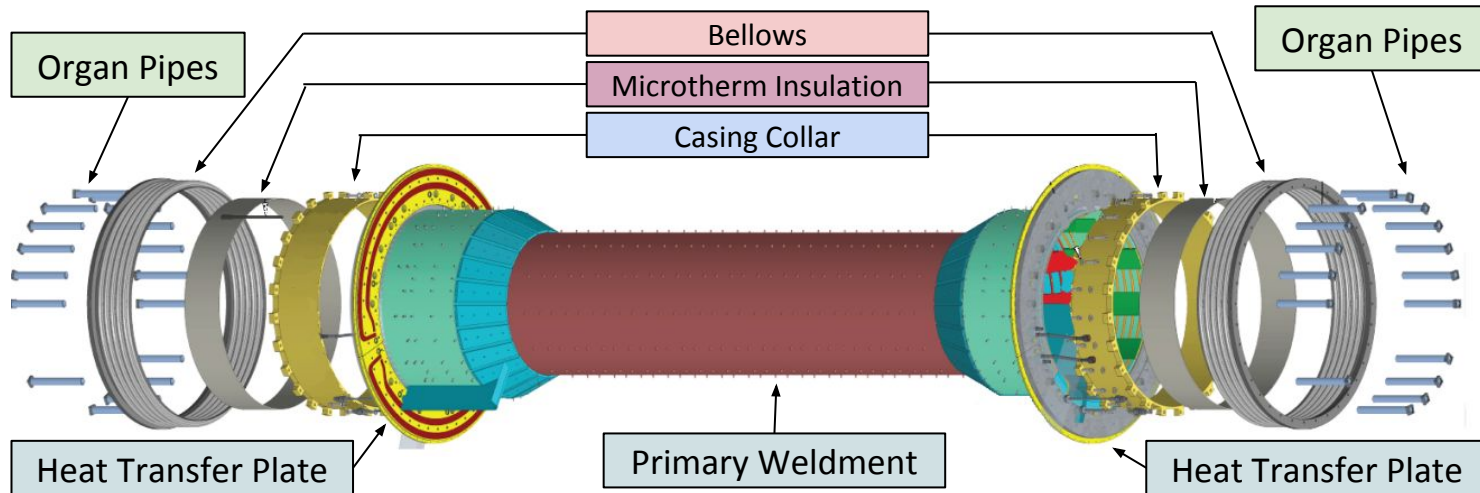 Bellows
Organ Pipes
Organ Pipes
Microtherm Insulation
Casing Collar
Heat Transfer Plate
Primary Weldment
Heat Transfer Plate